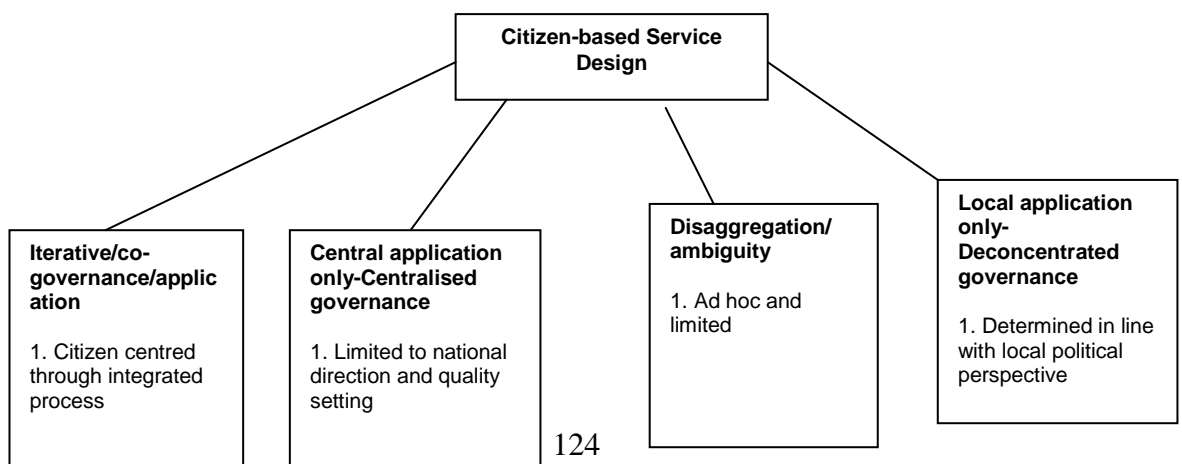 Citizen-based Service
Design
Iterative/co-
governance/applic
ation
1. Citizen centred
through integrated
process
Central application
only-Centralised
governance
1. Limited to national
direction and quality
setting
Disaggregation/
ambiguity
1. Ad hoc and
limited
Local application
only-
Deconcentrated
governance
1. Determined in line
with local political
perspective
124